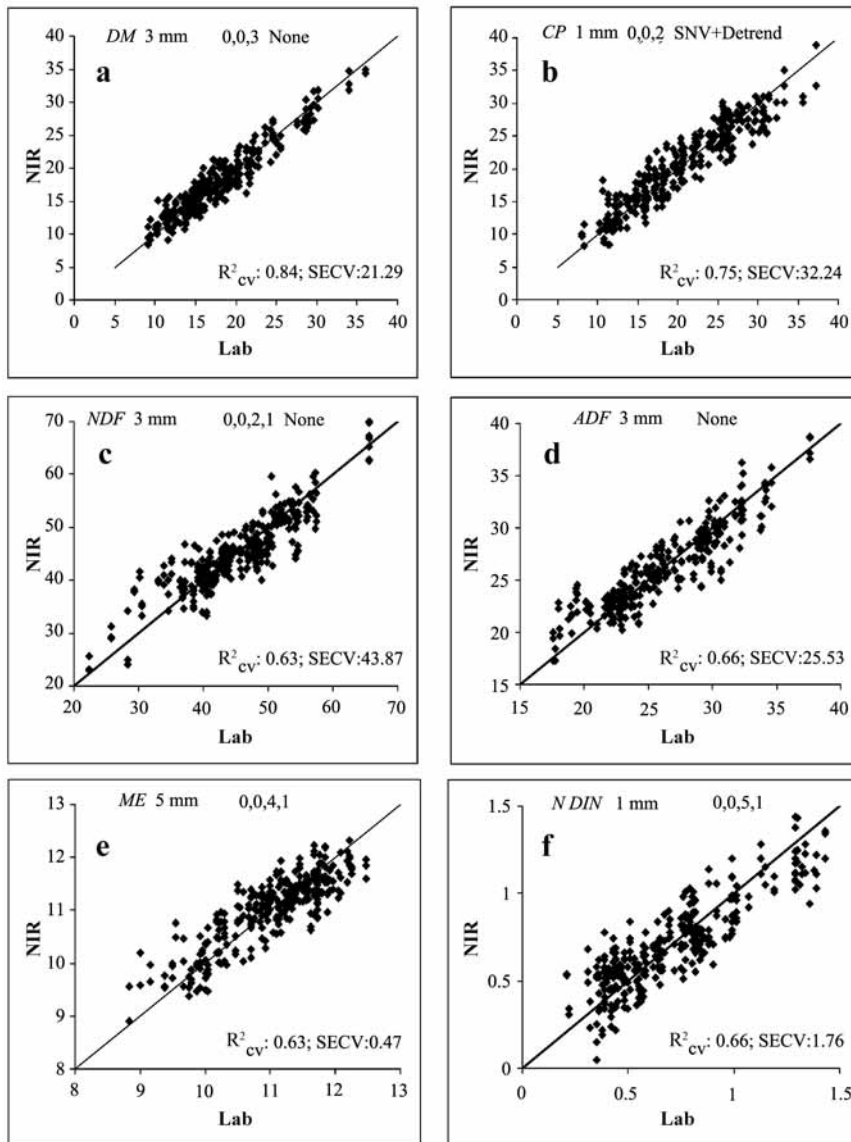 DM 3 mm 0,0,3 None
a
40
35
30
25
20
15
10
5
0
NIR
R²cv: 0.84; SECV:21.29
0 5 10 15 20 25 30 35 40
Lab
CP 1 mm 0,0,2 SNV+Detrend
b
40
35
30
25
20
15
10
5
0
NIR
R²cv: 0.75; SECV:32.24
0 5 10 15 20 25 30 35 40
Lab
NDF 3 mm 0,0,2,1 None
c
70
60
50
40
30
20
NIR
R²cv: 0.63; SECV:43.87
20 30 40 50 60 70
Lab
ADF 3 mm None
d
40
35
30
25
20
15
NIR
R²cv: 0.66; SECV:25.53
15 20 25 30 35 40
Lab
ME 5 mm 0,0,4,1
e
13
12
11
10
9
8
NIR
R²cv: 0.63; SECV:0.47
8 9 10 11 12 13
Lab
N DIN 1 mm 0,0,5,1
f
1.5
1
0.5
0
NIR
R²cv: 0.66; SECV:1.76
0 0.5 1 1.5
Lab